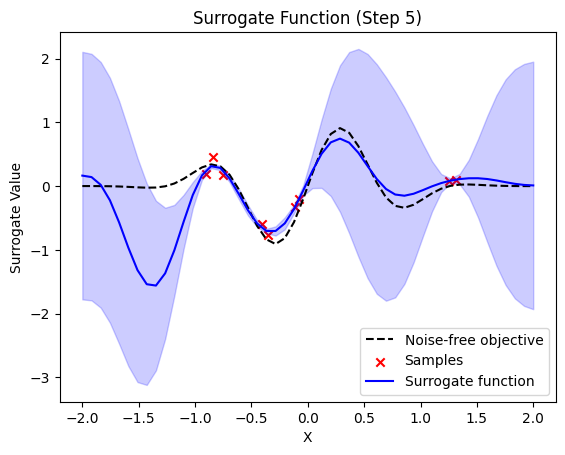 Surrogate Function (Step 5)
Surrogate Value
2
1
0
−1
−2
−3
Noise-free objective
Samples
Surrogate function
−2.0 −1.5 −1.0 −0.5 0.0 0.5 1.0 1.5 2.0
X